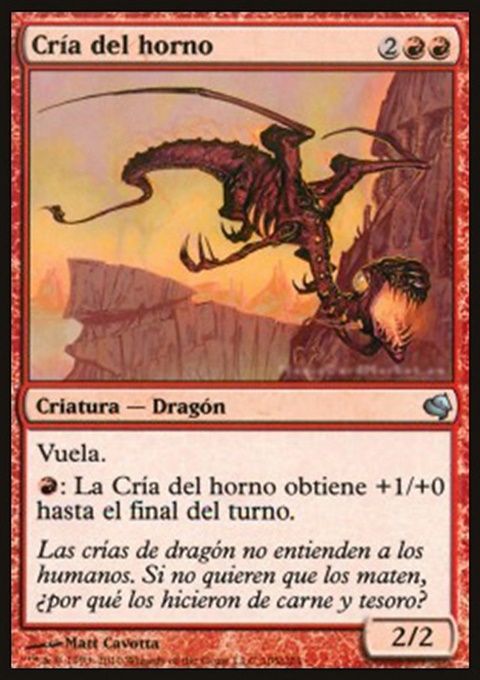 Cría del horno
2
Criatura — Dragón
Vuela.
: La Cría del horno obtiene +1/+0
hasta el final del turno.
Las crías de dragón no entienden a los
humanos. Si no quieren que los maten,
¿por qué los hicieron de carne y tesoro?
Matt Cavotta
2/2